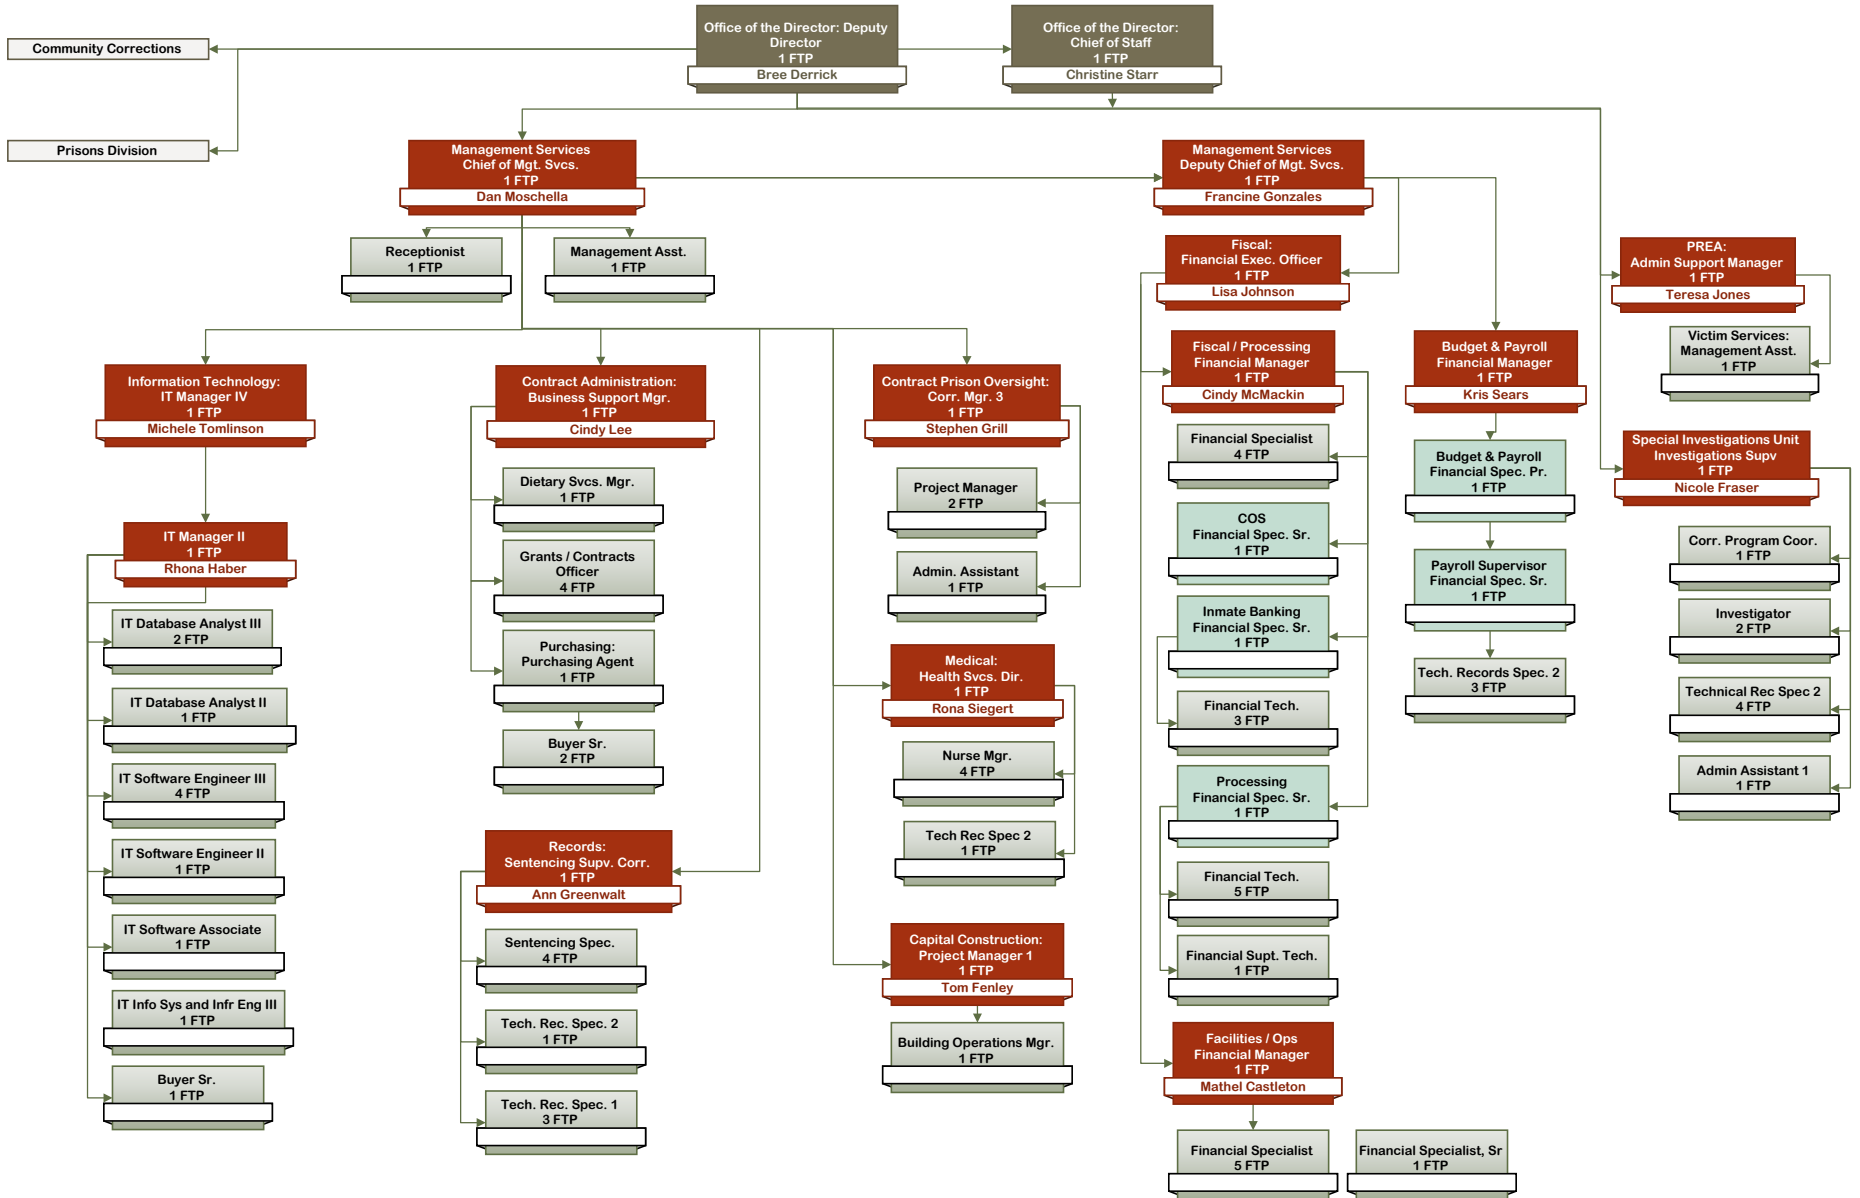 Office of the Director: Deputy
Director
1 FTP
Bree Derrick
Office of the Director:
Chief of Staff
1 FTP
Christine Starr
Community Corrections
Prisons Division
Management Services
Chief of Mgt. Svcs.
1 FTP
Dan Moschella
Management Services
Deputy Chief of Mgt. Svcs.
1 FTP
Francine Gonzales
Receptionist
1 FTP
Management Asst.
1 FTP
Information Technology:
IT Manager IV
1 FTP
Michele Tomlinson
IT Manager II
1 FTP
Rhona Haber
IT Database Analyst III
2 FTP
IT Database Analyst II
1 FTP
IT Software Engineer III
4 FTP
IT Software Engineer II
1 FTP
IT Software Associate
1 FTP
IT Info Sys and Infr Eng III
1 FTP
Buyer Sr.
1 FTP
Contract Administration:
Business Support Mgr.
1 FTP
Cindy Lee
Dietary Svcs. Mgr.
1 FTP
Grants / Contracts
Officer
4 FTP
Purchasing:
Purchasing Agent
1 FTP
Buyer Sr.
2 FTP
Records:
Sentencing Supv. Corr.
1 FTP
Ann Greenwalt
Sentencing Spec.
4 FTP
Tech. Rec. Spec. 2
1 FTP
Tech. Rec. Spec. 1
3 FTP
Contract Prison Oversight:
Corr. Mgr. 3
1 FTP
Stephen Grill
Project Manager
2 FTP
Admin. Assistant
1 FTP
Medical:
Health Svcs. Dir.
1 FTP
Rona Siegert
Nurse Mgr.
4 FTP
Tech Rec Spec 2
1 FTP
Capital Construction:
Project Manager 1
1 FTP
Tom Fenley
Building Operations Mgr.
1 FTP
Fiscal:
Financial Exec. Officer
1 FTP
Lisa Johnson
Fiscal / Processing
Financial Manager
1 FTP
Cindy McMackin
Financial Specialist
4 FTP
COS
Financial Spec. Sr.
1 FTP
Inmate Banking
Financial Spec. Sr.
1 FTP
Financial Tech.
3 FTP
Processing
Financial Spec. Sr.
1 FTP
Financial Tech.
5 FTP
Financial Supt. Tech.
1 FTP
Facilities / Ops
Financial Manager
1 FTP
Mathel Castleton
Financial Specialist
5 FTP
Financial Specialist, Sr
1 FTP
Budget & Payroll
Financial Manager
1 FTP
Kris Sears
Budget & Payroll
Financial Spec. Pr.
1 FTP
Payroll Supervisor
Financial Spec. Sr.
1 FTP
Tech. Records Spec. 2
3 FTP
PREA:
Admin Support Manager
1 FTP
Teresa Jones
Victim Services:
Management Asst.
1 FTP
Special Investigations Unit
Investigations Supv
1 FTP
Nicole Fraser
Corr. Program Coor.
1 FTP
Investigator
2 FTP
Technical Rec Spec 2
4 FTP
Admin Assistant 1
1 FTP